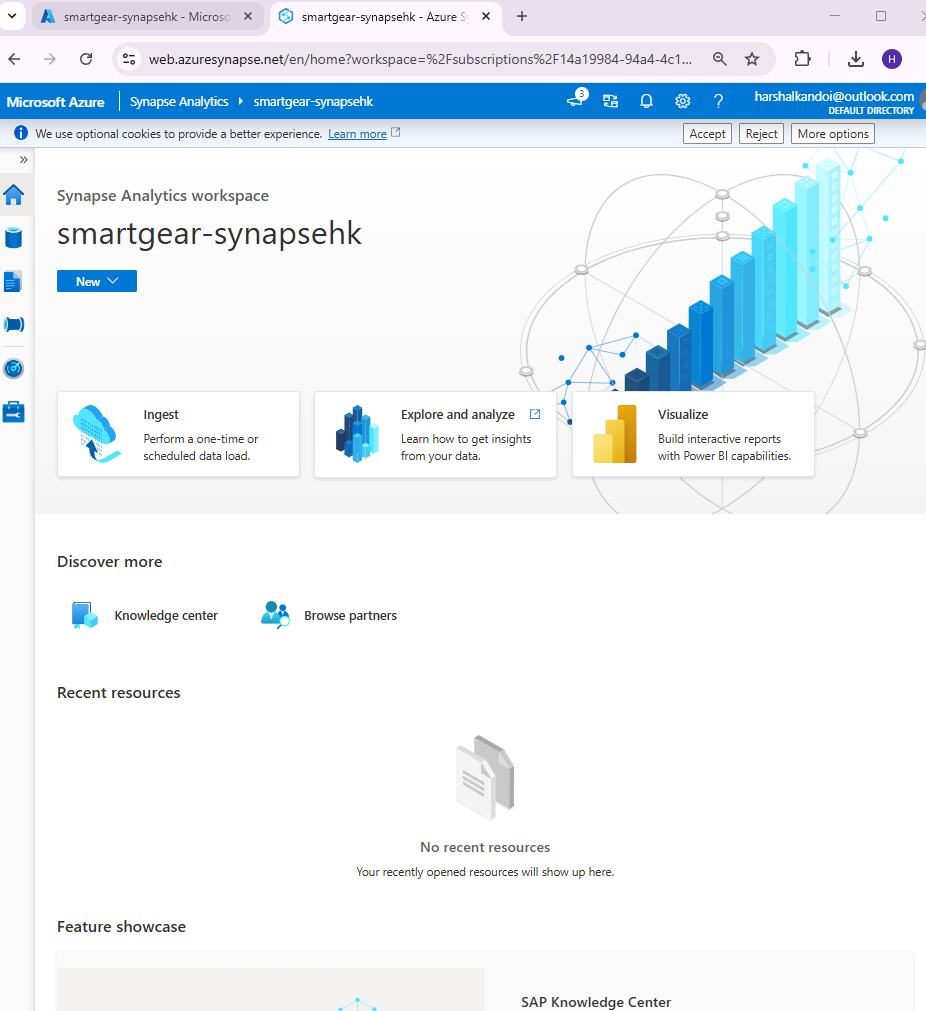 smartgear-synapsehk - Microso
smartgear-synapsehk - Azure Sy
web.azuresynapse.net/en/home?workspace=%2Fsubscriptions%2F14a19984-94a4-4c1...
H
Microsoft Azure
Synapse Analytics
smartgear-synapsehk
3
?
harshalkandoi@outlook.com
DEFAULT DIRECTORY
We use optional cookies to provide a better experience. Learn more
Accept
Reject
More options
Synapse Analytics workspace
smartgear-synapsehk
New
Ingest
Perform a one-time or
scheduled data load.
Explore and analyze
Learn how to get insights
from your data.
Visualize
Build interactive reports
with Power BI capabilities.
Discover more
Knowledge center
Browse partners
Recent resources
No recent resources
Your recently opened resources will show up here.
Feature showcase
SAP Knowledge Center